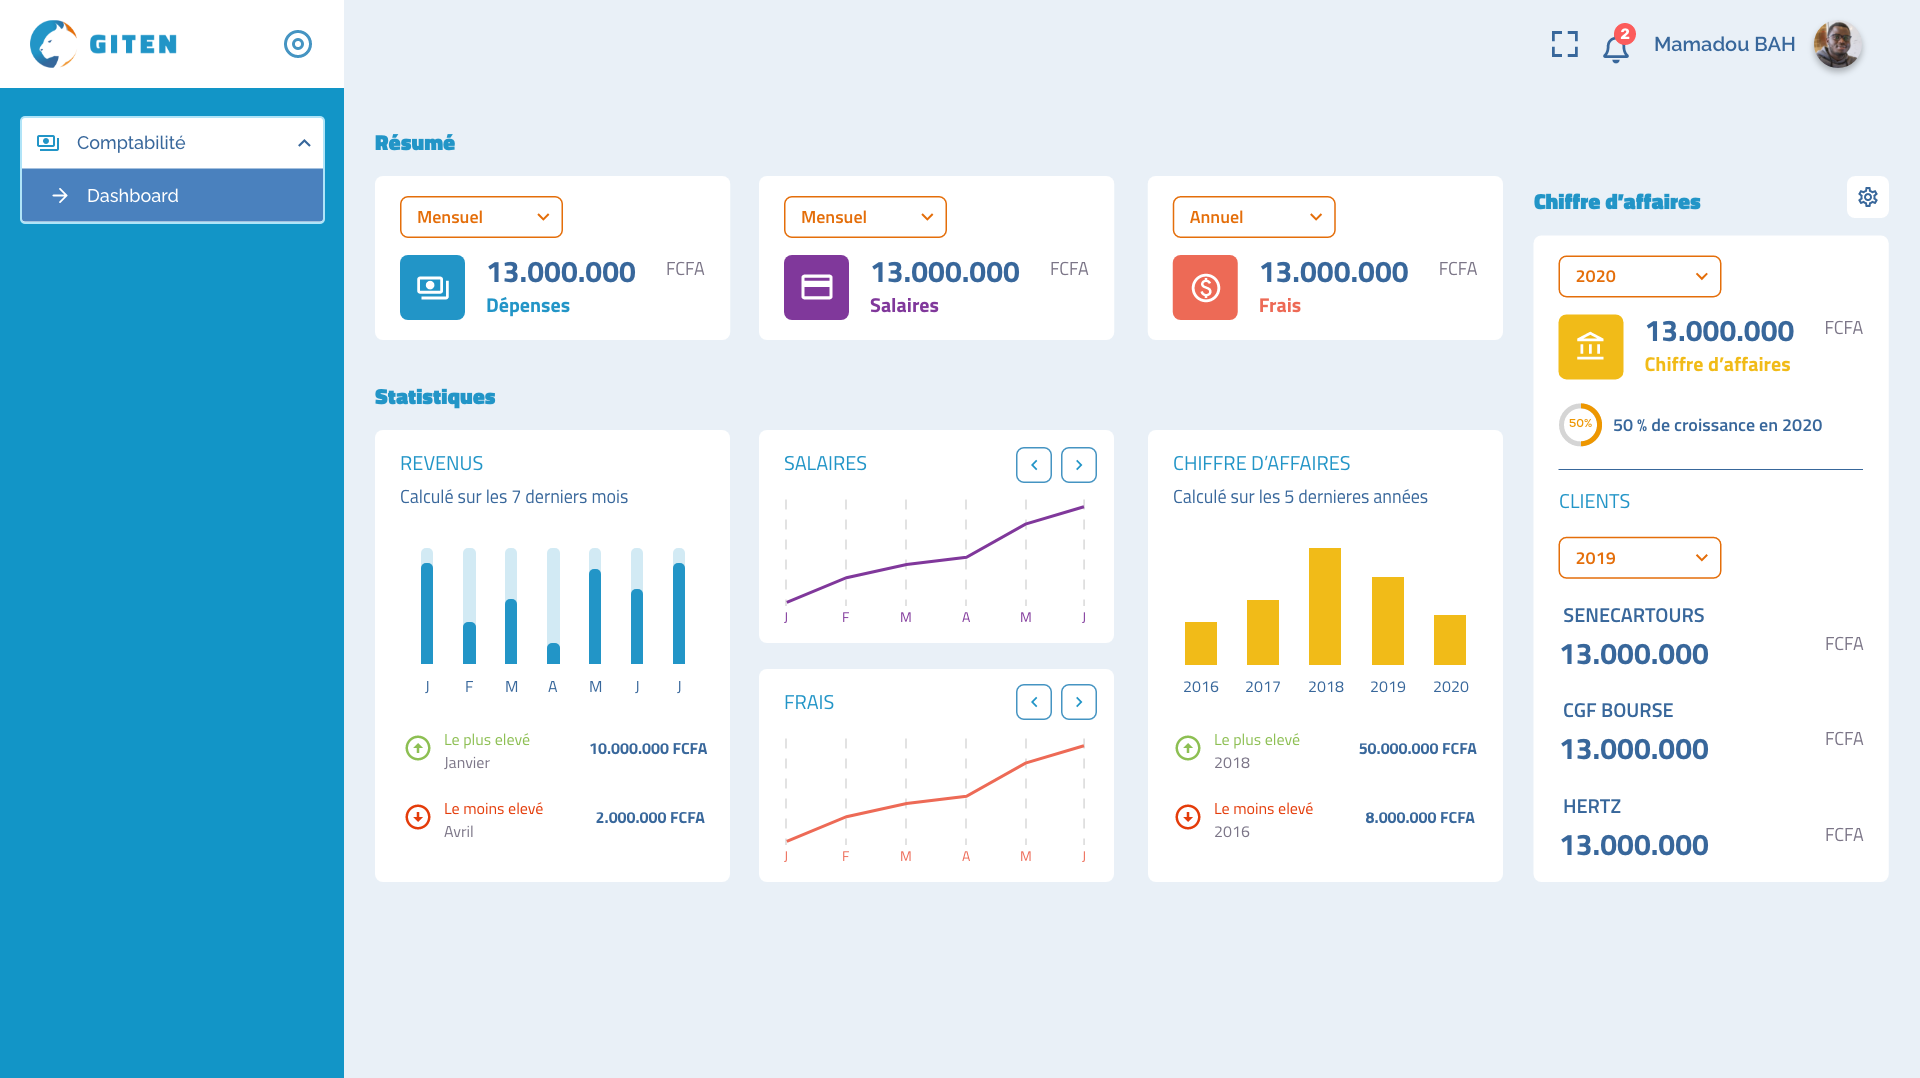 GITEN
2
Mamadou BAH
Comptabilité
Dashboard
Résumé
Mensuel
13.000.000 FCFA
Dépenses
Mensuel
13.000.000 FCFA
Salaires
Annuel
13.000.000 FCFA
Frais
Chiffre d’affaires
2020
13.000.000 FCFA
Chiffre d’affaires
50%
50 % de croissance en 2020
CLIENTS
2019
SENECARTOURS
13.000.000 FCFA
CGF BOURSE
13.000.000 FCFA
HERTZ
13.000.000 FCFA
Statistiques
REVENUS
Calculé sur les 7 derniers mois
J F M A M J J
Le plus elevé
Janvier
10.000.000 FCFA
Le moins elevé
Avril
2.000.000 FCFA
SALAIRES
J F M A M J
FRAIS
J F M A M J
CHIFFRE D’AFFAIRES
Calculé sur les 5 dernieres années
2016 2017 2018 2019 2020
Le plus elevé
2018
50.000.000 FCFA
Le moins elevé
2016
8.000.000 FCFA